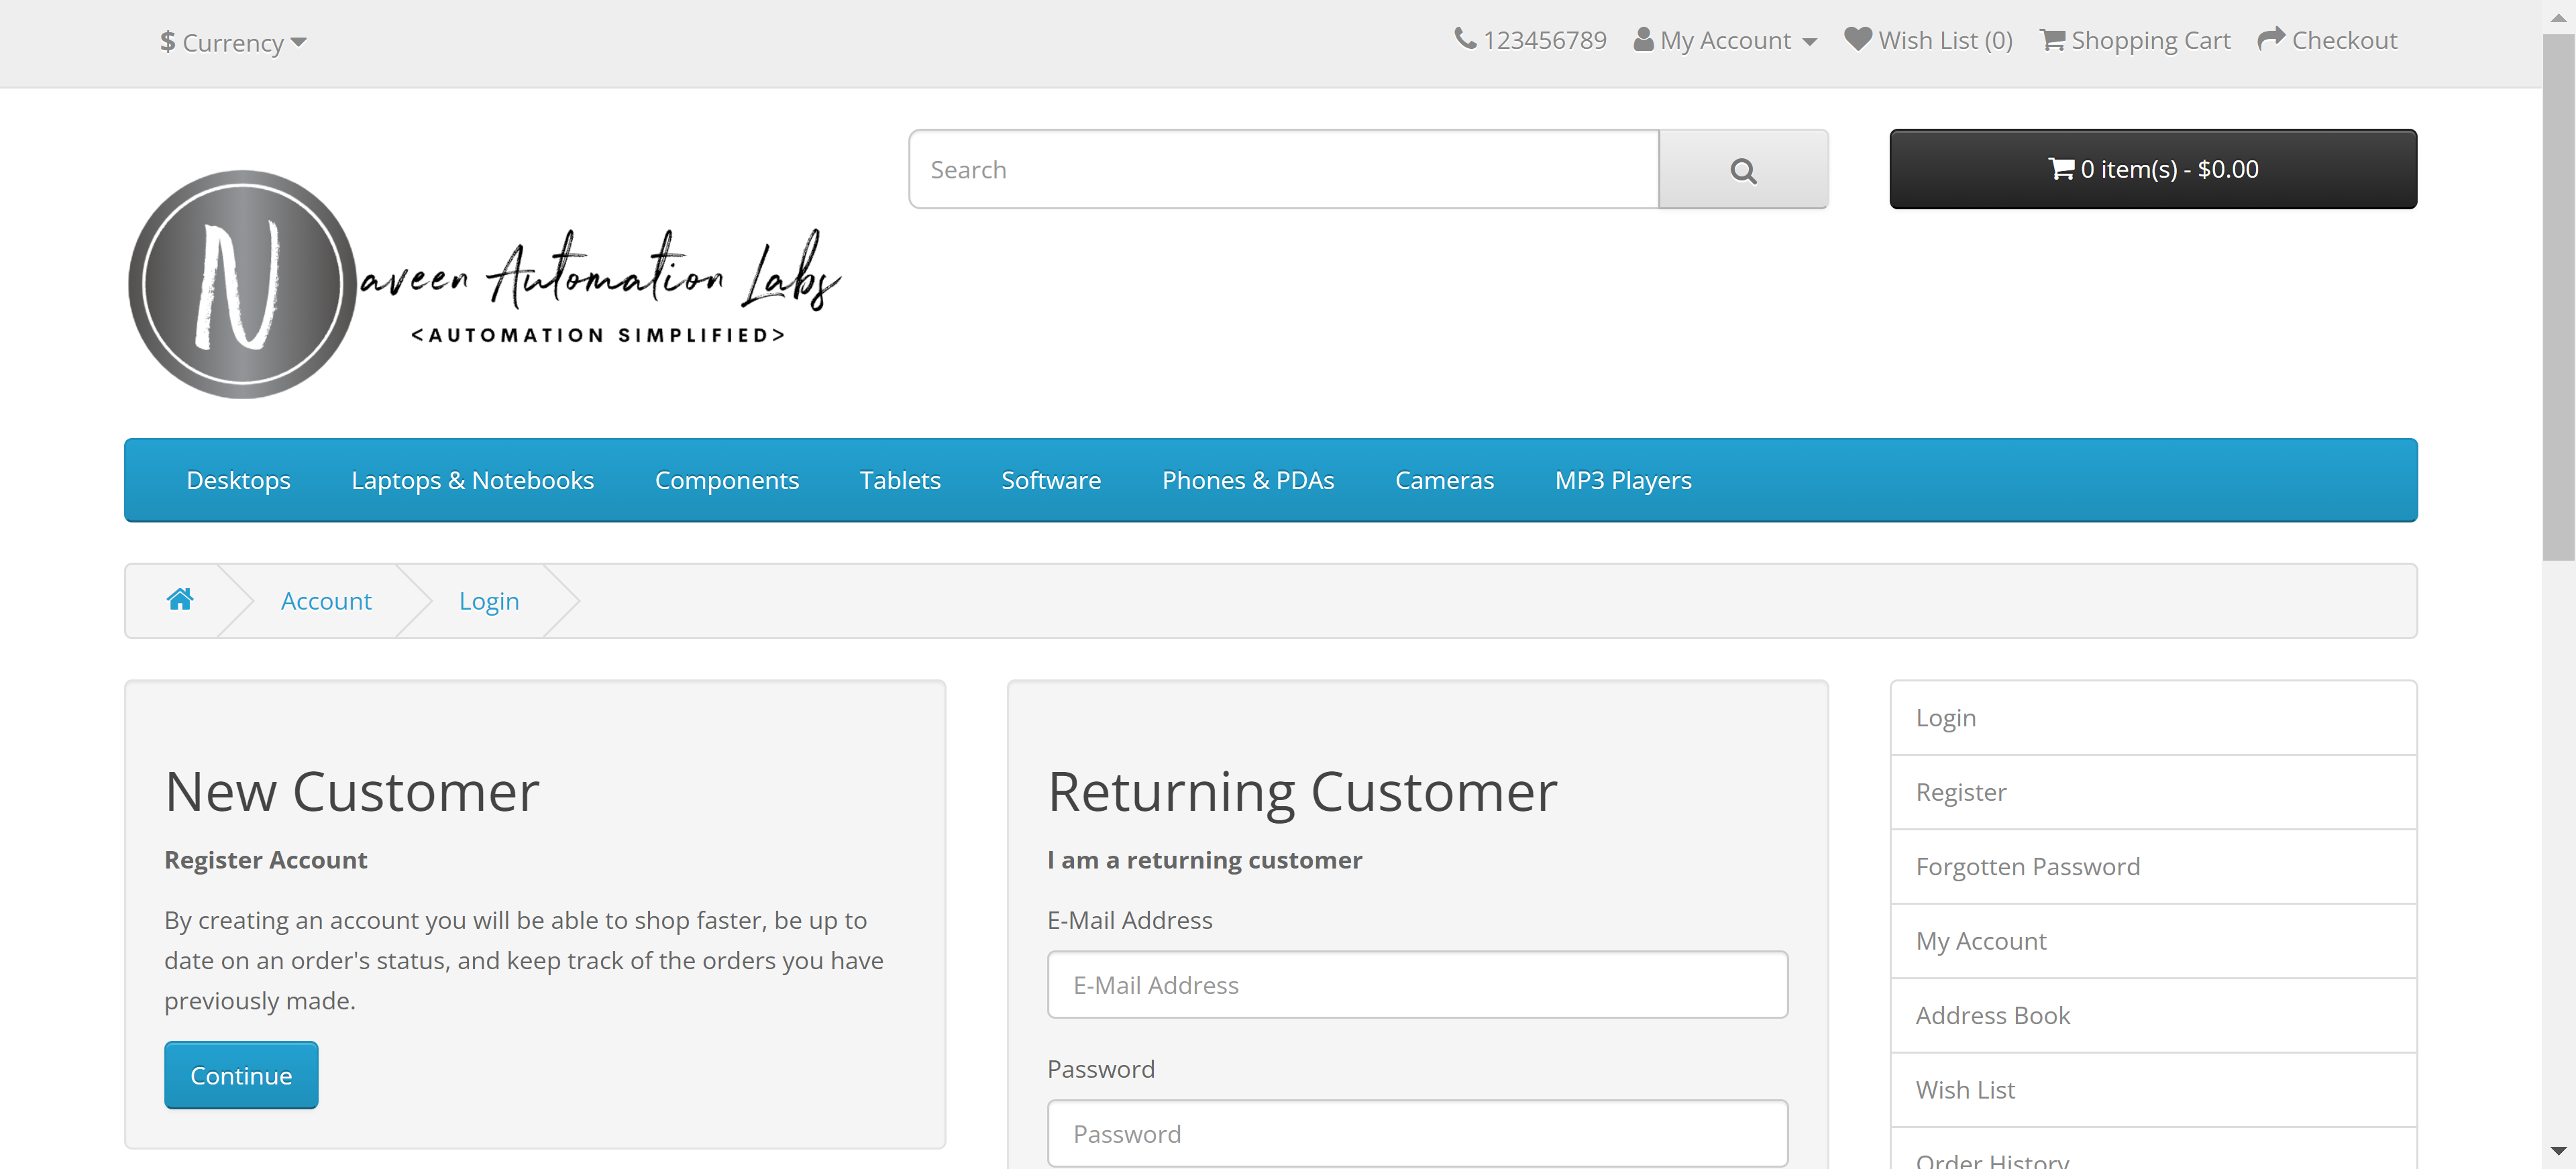 $ Currency
123456789 My Account Wish List (0) Shopping Cart Checkout
Search
0 item(s) - $0.00
N
aveen Automation Labs
<AUTOMATION SIMPLIFIED>
Desktops Laptops & Notebooks Components Tablets Software Phones & PDAs Cameras MP3 Players
Account Login
New Customer
Register Account
By creating an account you will be able to shop faster, be up to
date on an order's status, and keep track of the orders you have
previously made.
Continue
Returning Customer
I am a returning customer
E-Mail Address
E-Mail Address
Password
Password
Login
Register
Forgotten Password
My Account
Address Book
Wish List
Order History